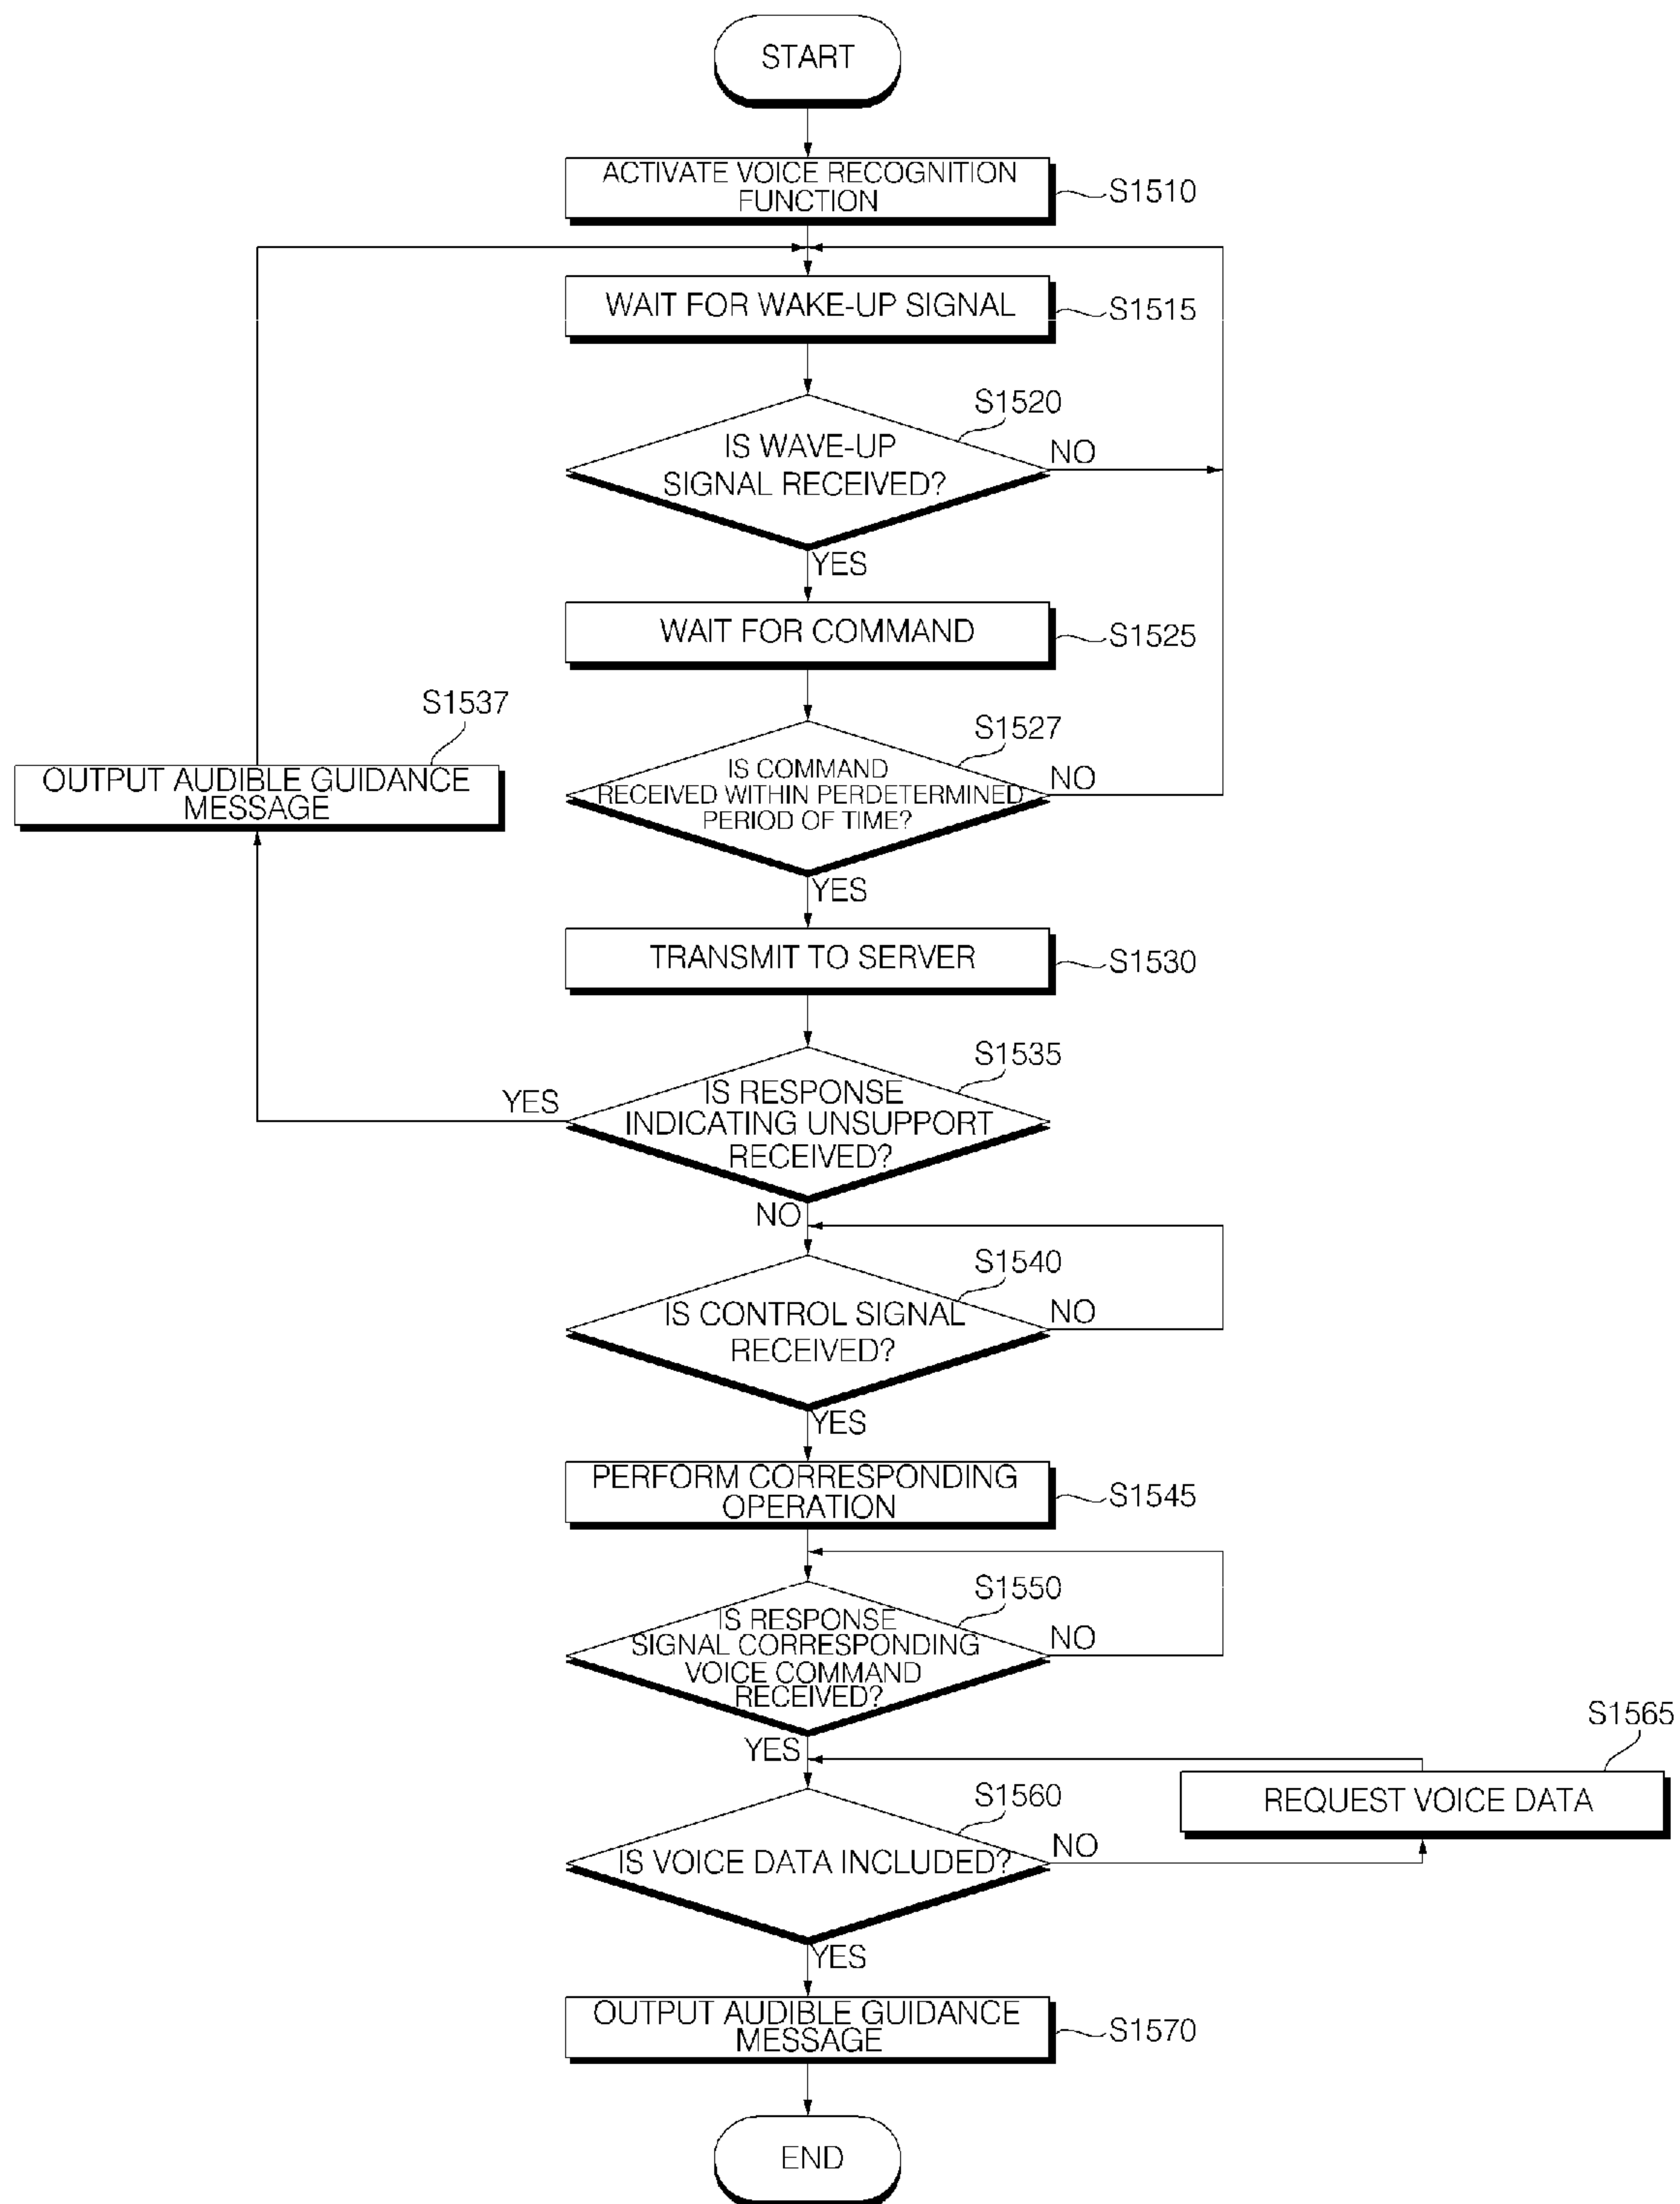 START
ACTIVATE VOICE RECOGNITION
FUNCTION
S1510
WAIT FOR WAKE-UP SIGNAL
S1515
S1520
IS WAVE-UP
SIGNAL RECEIVED?
NO
YES
WAIT FOR COMMAND
S1525
S1537
OUTPUT AUDIBLE GUIDANCE
MESSAGE
S1527
IS COMMAND
RECEIVED WITHIN PERDETERMINED
PERIOD OF TIME?
NO
YES
TRANSMIT TO SERVER
S1530
S1535
YES
IS RESPONSE
INDICATING UNSUPPORT
RECEIVED?
NO
S1540
IS CONTROL SIGNAL
RECEIVED?
NO
YES
PERFORM CORRESPONDING
OPERATION
S1545
S1550
IS RESPONSE
SIGNAL CORRESPONDING
VOICE COMMAND
RECEIVED?
NO
YES
S1565
REQUEST VOICE DATA
S1560
IS VOICE DATA INCLUDED?
NO
YES
OUTPUT AUDIBLE GUIDANCE
MESSAGE
S1570
END